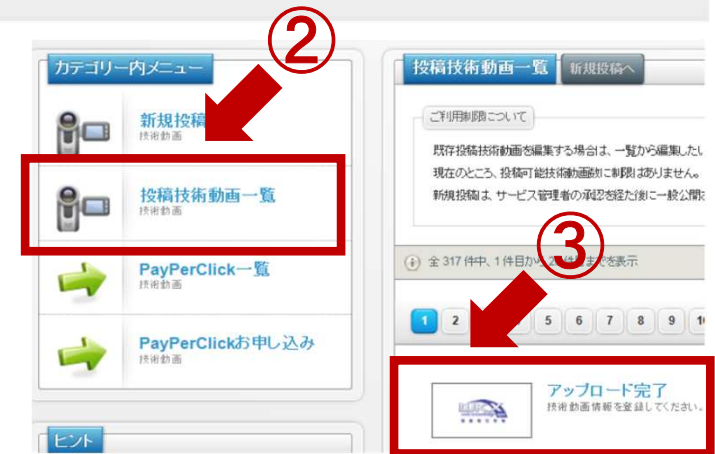 ②
カテゴリー内メニュー
新規投稿
技術動画
投稿技術動画一覧
技術動画
PayPerClick一覧
技術動画
PayPerClickお申し込み
技術動画
ヒント
投稿技術動画一覧
新規投稿へ
ご利用制限について
既存投稿技術動画を編集する場合は、一覧から編集したい
現在のところ、投稿可能技術動画数に制限はありません。
新規投稿は、サービス管理者の承認を経た後に一般公開
③
全 317 件中、1 件目から 2 件目までを表示
1 2 5 6 7 8 9
アップロード完了
技術動画情報を登録してください。